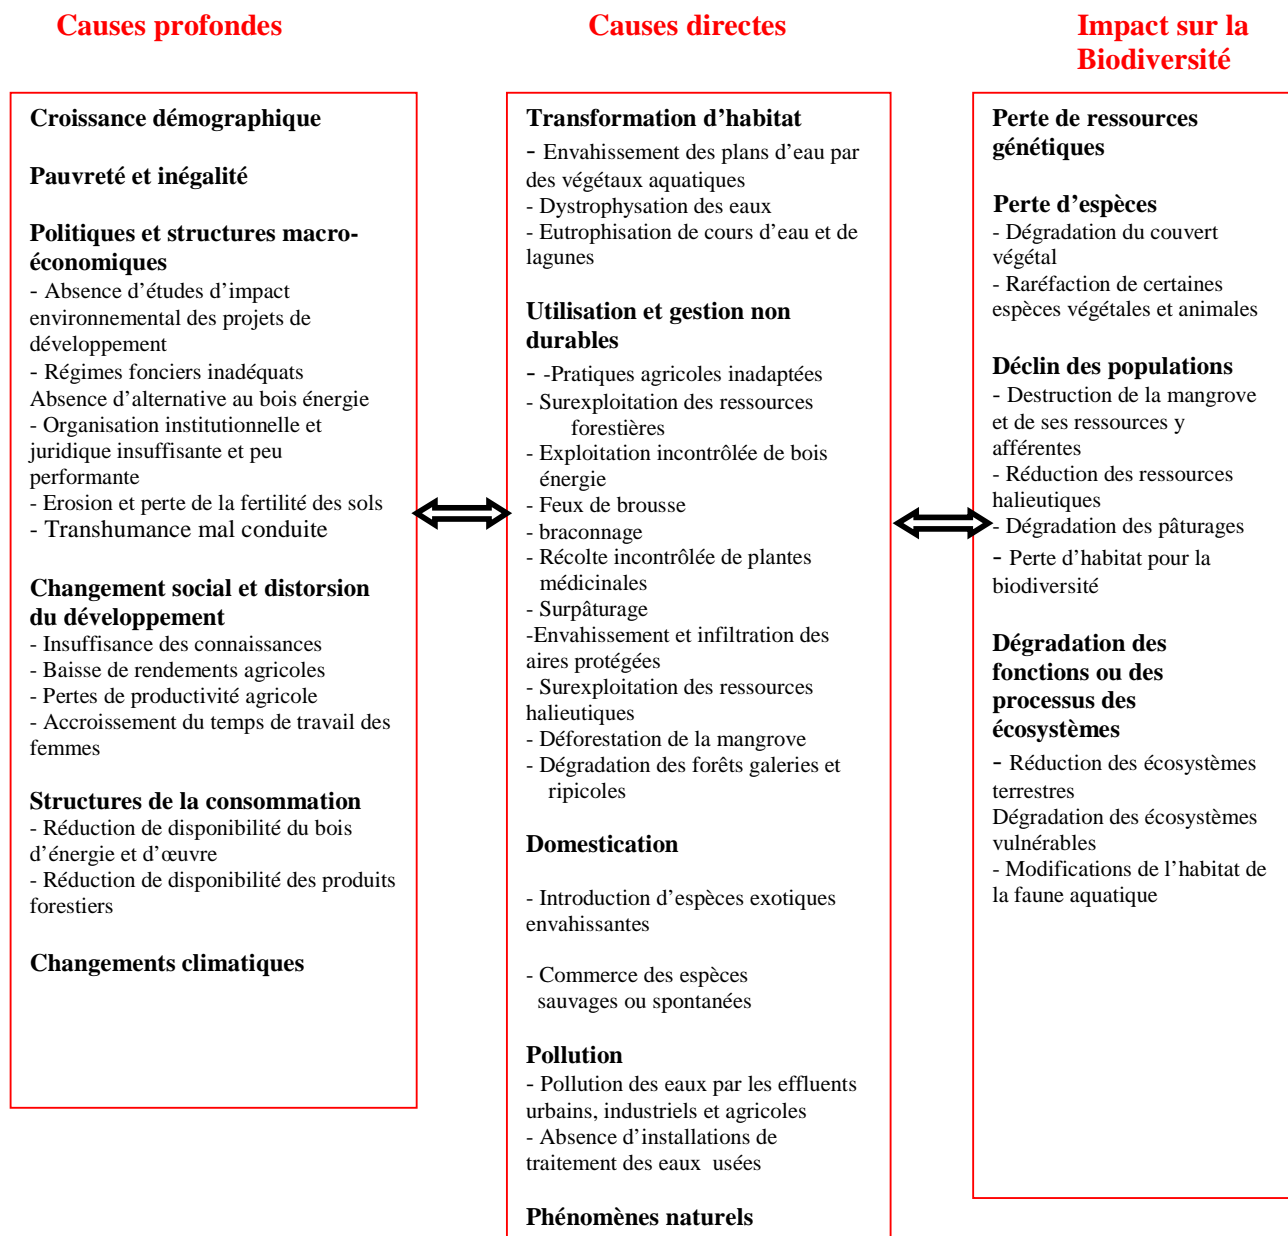 Causes profondes
Causes directes
Impact sur la
Biodiversité
Croissance démographique
Pauvreté et inégalité
Politiques et structures macro-
économiques
- Absence d'études d'impact
environnemental des projets de
développement
- Régimes fonciers inadéquats
Absence d'alternative au bois énergie
- Organisation institutionnelle et
juridique insuffisante et peu
performante
- Erosion et perte de la fertilité des sols
- Transhumance mal conduite
Changement social et distorsion
du développement
- Insuffisance des connaissances
- Baisse de rendements agricoles
- Pertes de productivité agricole
- Accroissement du temps de travail des
femmes
Structures de la consommation
- Réduction de disponibilité du bois
d'énergie et d'œuvre
- Réduction de disponibilité des produits
forestiers
Changements climatiques
Transformation d'habitat
- Envahissement des plans d'eau par
des végétaux aquatiques
- Dystrophysation des eaux
- Eutrophisation de cours d'eau et de
lagunes
Utilisation et gestion non
durables
- -Pratiques agricoles inadaptées
- Surexploitation des ressources
forestières
- Exploitation incontrôlée de bois
énergie
- Feux de brousse
- braconnage
- Récolte incontrôlée de plantes
médicinales
- Surpâturage
-Envahissement et infiltration des
aires protégées
- Surexploitation des ressources
halieutiques
- Déforestation de la mangrove
- Dégradation des forêts galeries et
ripicoles
Domestication
- Introduction d'espèces exotiques
envahissantes
- Commerce des espèces
sauvages ou spontanées
Pollution
- Pollution des eaux par les effluents
urbains, industriels et agricoles
- Absence d'installations de
traitement des eaux usées
Phénomènes naturels
Perte de ressources
génétiques
Perte d'espèces
- Dégradation du couvert
végétal
- Raréfaction de certaines
espèces végétales et animales
Déclin des populations
- Destruction de la mangrove
et de ses ressources y
afférentes
- Réduction des ressources
halieutiques
- Dégradation des pâturages
- Perte d'habitat pour la
biodiversité
Dégradation des
fonctions ou des
processus des
écosystèmes
- Réduction des écosystèmes
terrestres
Dégradation des écosystèmes
vulnérables
- Modifications de l'habitat de
la faune aquatique